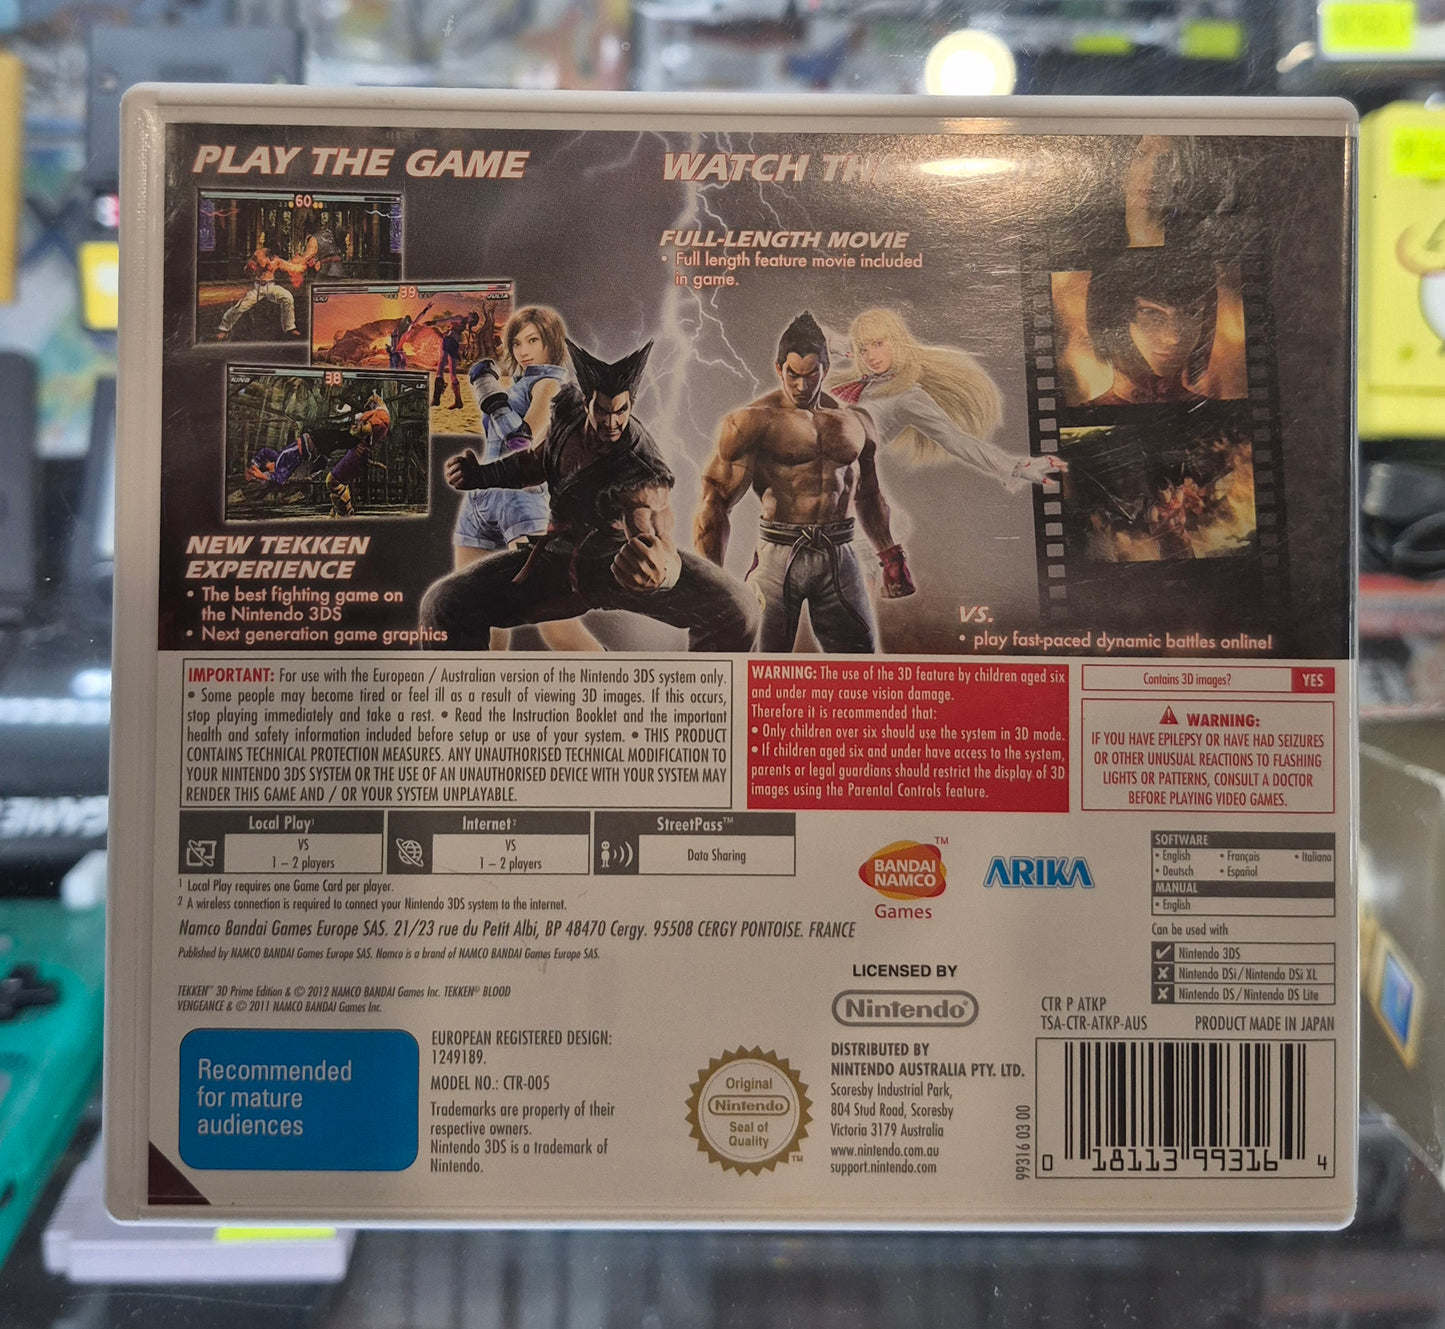 PLAY THE GAME
WATCH
60
39
LILI
JULIA
38
KING
LEI
FULL-LENGTH MOVIE
• Full length feature movie included
in game.
NEW TEKKEN
EXPERIENCE
• The best fighting game on
the Nintendo 3DS
• Next generation game graphics
VS.
• play fast-paced dynamic battles online!
IMPORTANT: For use with the European / Australian version of the Nintendo 3DS system only.
• Some people may become tired or feel ill as a result of viewing 3D images. If this occurs,
stop playing immediately and take a rest. • Read the Instruction Booklet and the important
health and safety information included before setup or use of your system. • THIS PRODUCT
CONTAINS TECHNICAL PROTECTION MEASURES. ANY UNAUTHORISED TECHNICAL MODIFICATION TO
YOUR NINTENDO 3DS SYSTEM OR THE USE OF AN UNAUTHORISED DEVICE WITH YOUR SYSTEM MAY
RENDER THIS GAME AND / OR YOUR SYSTEM UNPLAYABLE.
WARNING: The use of the 3D feature by children aged six
and under may cause vision damage.
Therefore it is recommended that:
• Only children over six should use the system in 3D mode.
• If children aged six and under have access to the system,
parents or legal guardians should restrict the display of 3D
images using the Parental Controls feature.
Contains 3D images? YES
WARNING:
IF YOU HAVE EPILEPSY OR HAVE HAD SEIZURES
OR OTHER UNUSUAL REACTIONS TO FLASHING
LIGHTS OR PATTERNS, CONSULT A DOCTOR
BEFORE PLAYING VIDEO GAMES.
Local Play¹
VS
1 – 2 players
Internet²
VS
1 – 2 players
StreetPass™
Data Sharing
¹ Local Play requires one Game Card per player.
² A wireless connection is required to connect your Nintendo 3DS system to the internet.
BANDAI
NAMCO
Games
™
ARIKA
SOFTWARE
• English • Français • Italiano
• Deutsch • Español
MANUAL
• English
Can be used with
Nintendo 3DS
Nintendo DSi/Nintendo DSi XL
Nintendo DS/Nintendo DS Lite
Namco Bandai Games Europe SAS. 21/23 rue du Petit Albi, BP 48470 Cergy. 95508 CERGY PONTOISE. FRANCE
Published by NAMCO BANDAI Games Europe SAS. Namco is a brand of NAMCO BANDAI Games Europe SAS.
TEKKEN™ 3D Prime Edition & © 2012 NAMCO BANDAI Games Inc. TEKKEN® BLOOD
VENGEANCE & © 2011 NAMCO BANDAI Games Inc.
LICENSED BY
Nintendo®
CTR P ATKP
TSA-CTR-ATKP-AUS
PRODUCT MADE IN JAPAN
Recommended
for mature
audiences
EUROPEAN REGISTERED DESIGN:
1249189.
MODEL NO.: CTR-005
Trademarks are property of their
respective owners.
Nintendo 3DS is a trademark of
Nintendo.
Original
Nintendo
Seal of
Quality
™
DISTRIBUTED BY
NINTENDO AUSTRALIA PTY. LTD.
Scoresby Industrial Park,
804 Stud Road, Scoresby
Victoria 3179 Australia
www.nintendo.com.au
support.nintendo.com
99316 03 00
0 18113 99316 4